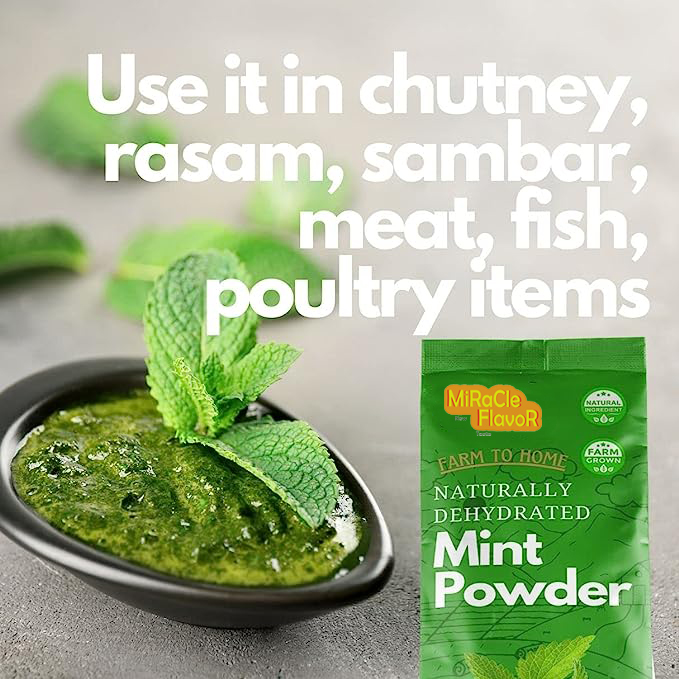 Use it in chutney,
rasam, sambar,
meat, fish,
poultry items
MiRaCle
FlavoR
FARM TO HOME
NATURALLY
DEHYDRATED
Mint
Powder
NATURAL
INGREDIENT
FARM
GROWN